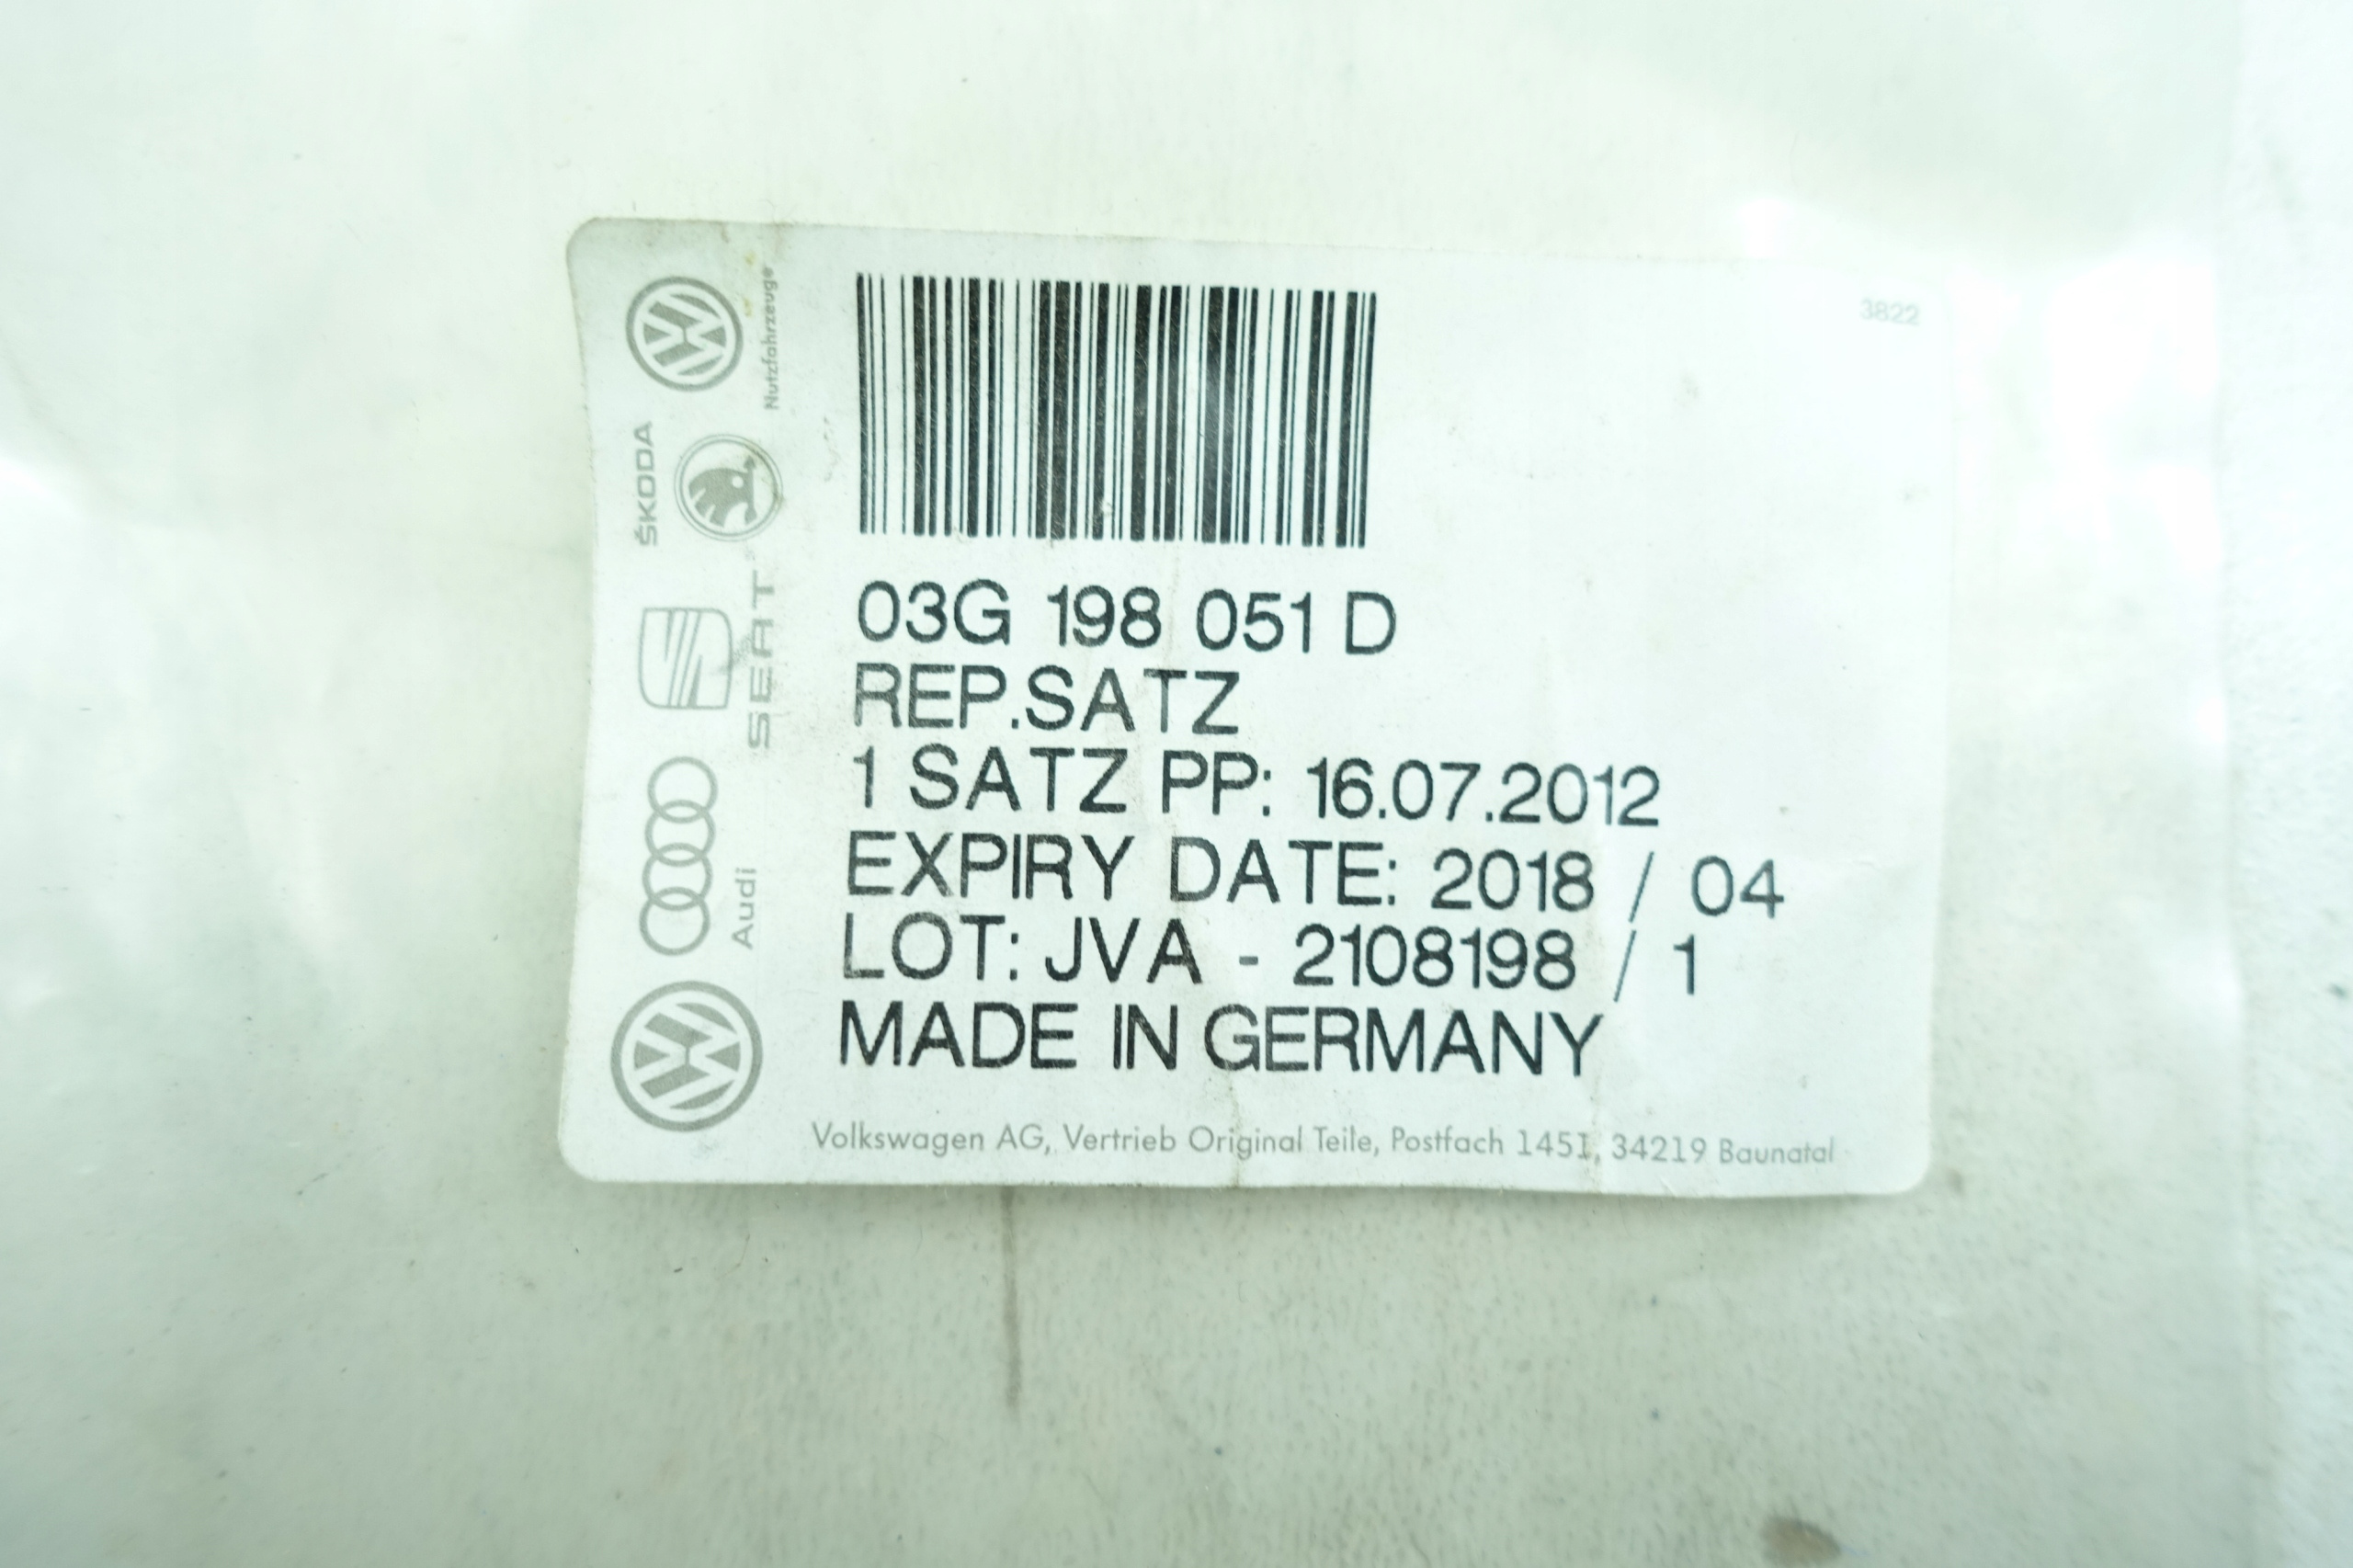 3822
Nutzfahrzeuge
ŠKODA
SEAT
Audi
03G 198 051 D
REP.SATZ
1 SATZ PP: 16.07.2012
EXPIRY DATE: 2018 / 04
LOT: JVA - 2108198 / 1
MADE IN GERMANY
Volkswagen AG, Vertrieb Original Teile, Postfach 1451, 34219 Baunatal